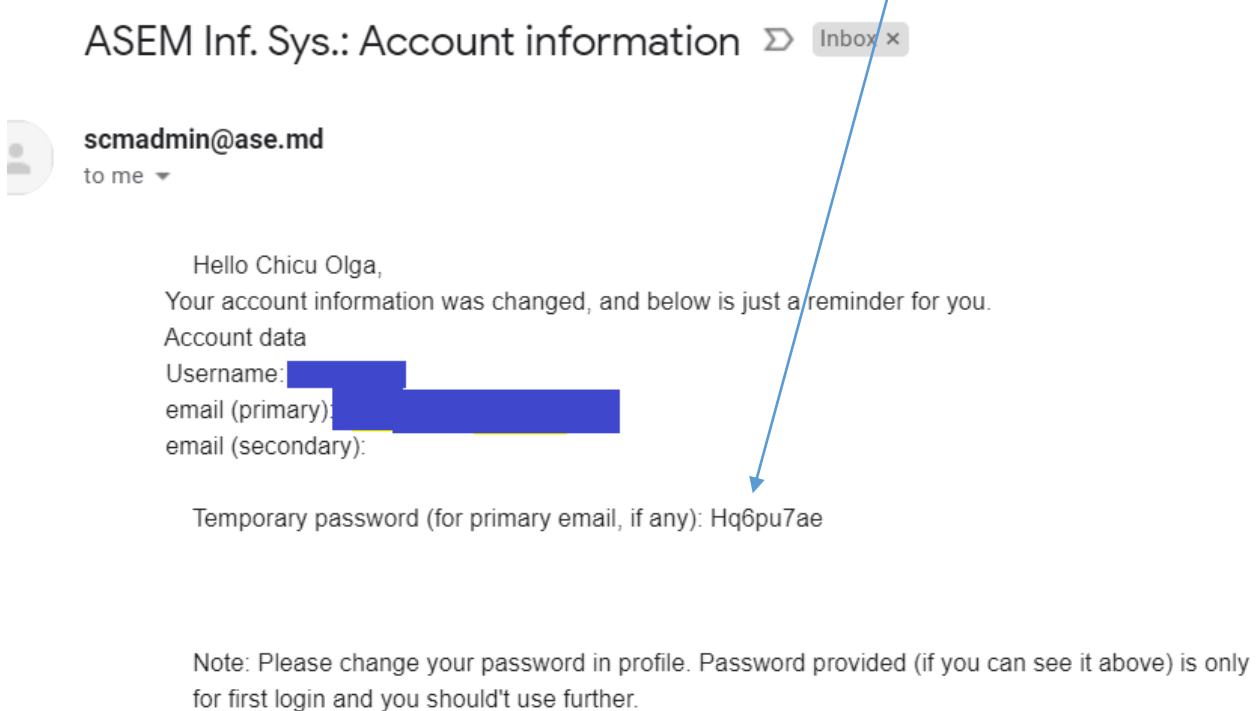 ASEM Inf. Sys.: Account information Inbox ×
scmadmin@ase.md
to me
Hello Chicu Olga,
Your account information was changed, and below is just a reminder for you.
Account data
Username:
email (primary):
email (secondary):
Temporary password (for primary email, if any): Hq6pu7ae
Note: Please change your password in profile. Password provided (if you can see it above) is only
for first login and you should't use further.